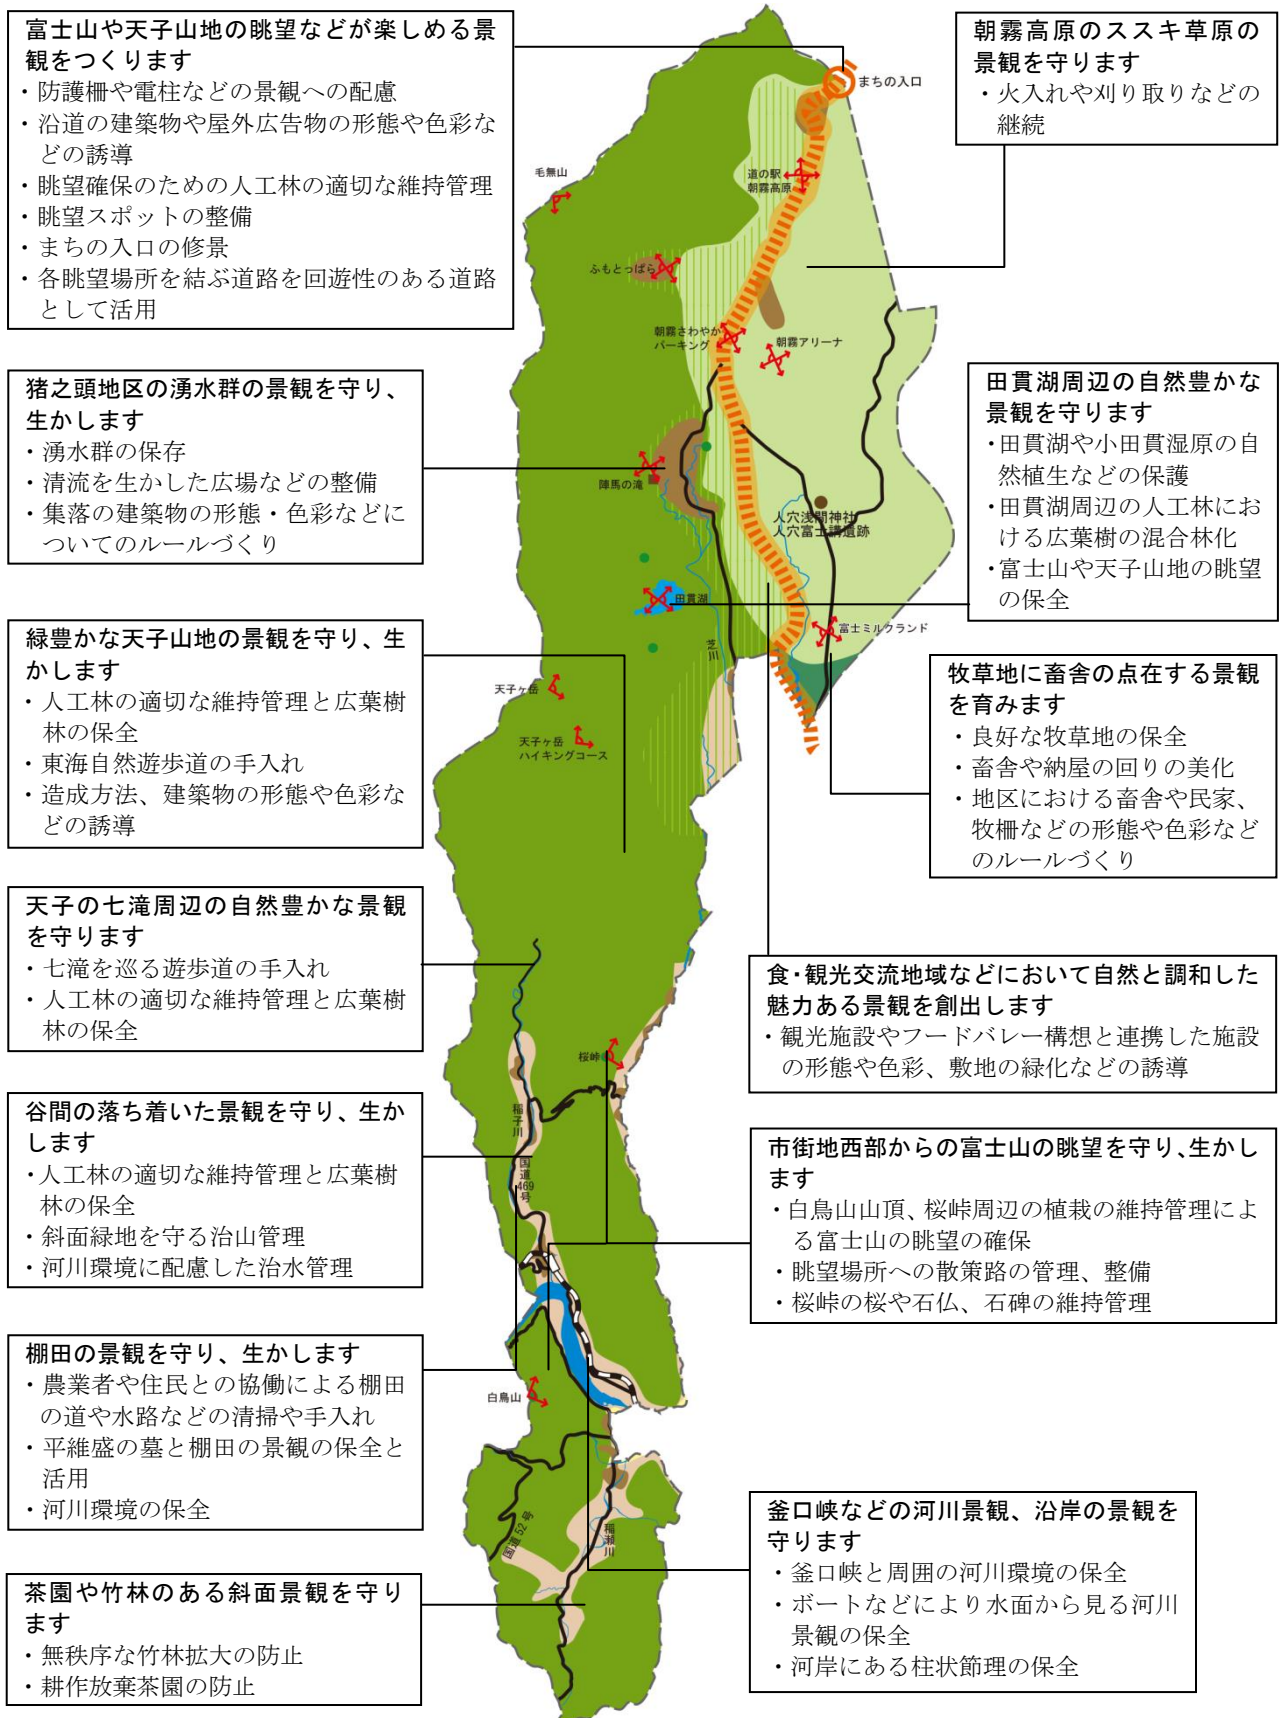 富士山や天子山地の眺望などが楽しめる景
観をつくります
・防護柵や電柱などの景観への配慮
・沿道の建築物や屋外広告物の形態や色彩な
どの誘導
・眺望確保のための人工林の適切な維持管理
・眺望スポットの整備
・まちの入口の修景
・各眺望場所を結ぶ道路を回遊性のある道路
として活用
朝霧高原のススキ草原の
景観を守ります
・火入れや刈り取りなどの
継続
猪之頭地区の湧水群の景観を守り、
生かします
・湧水群の保存
・清流を生かした広場などの整備
・集落の建築物の形態・色彩などに
ついてのルールづくり
田貫湖周辺の自然豊かな
景観を守ります
・田貫湖や小田貫湿原の自
然植生などの保護
・田貫湖周辺の人工林にお
ける広葉樹の混合林化
・富士山や天子山地の眺望
の保全
緑豊かな天子山地の景観を守り、生
かします
・人工林の適切な維持管理と広葉樹
林の保全
・東海自然遊歩道の手入れ
・造成方法、建築物の形態や色彩な
どの誘導
牧草地に畜舎の点在する景観
を育みます
・良好な牧草地の保全
・畜舎や納屋の回りの美化
・地区における畜舎や民家、
牧柵などの形態や色彩など
のルールづくり
天子の七滝周辺の自然豊かな景観
を守ります
・七滝を巡る遊歩道の手入れ
・人工林の適切な維持管理と広葉樹
林の保全
食・観光交流地域などにおいて自然と調和した
魅力ある景観を創出します
・観光施設やフードバレー構想と連携した施設
の形態や色彩、敷地の緑化などの誘導
谷間の落ち着いた景観を守り、生か
します
・人工林の適切な維持管理と広葉樹
林の保全
・斜面緑地を守る治山管理
・河川環境に配慮した治水管理
市街地西部からの富士山の眺望を守り、生かし
ます
・白鳥山山頂、桜峠周辺の植栽の維持管理によ
る富士山の眺望の確保
・眺望場所への散策路の管理、整備
・桜峠の桜や石仏、石碑の維持管理
棚田の景観を守り、生かします
・農業者や住民との協働による棚田
の道や水路などの清掃や手入れ
・平維盛の墓と棚田の景観の保全と
活用
・河川環境の保全
釜口峡などの河川景観、沿岸の景観を
守ります
・釜口峡と周囲の河川環境の保全
・ボートなどにより水面から見る河川
景観の保全
・河岸にある柱状節理の保全
茶園や竹林のある斜面景観を守り
ます
・無秩序な竹林拡大の防止
・耕作放棄茶園の防止
まちの入口
毛無山
道の駅
朝霧高原
ふもとっぱら
朝霧さわやか
パーキング
朝霧アリーナ
陣馬の滝
人穴浅間神社
人穴富士講遺跡
田貫湖
富士ミルクランド
芝川
天子ヶ岳
天子ヶ岳
ハイキングコース
桜峠
稲子川
国道
469
号
白鳥山
国道52号
稲瀬川